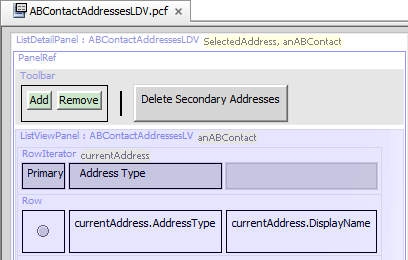 ABContactAddressesLDV.pcf
ListDetailPanel : ABContactAddressesLDV SelectedAddress, anABContact
PanelRef
Toolbar
Add Remove Delete Secondary Addresses
ListViewPanel : ABContactAddressesLV anABContact
RowIterator currentAddress
Primary Address Type
Row
currentAddress.AddressType currentAddress.DisplayName